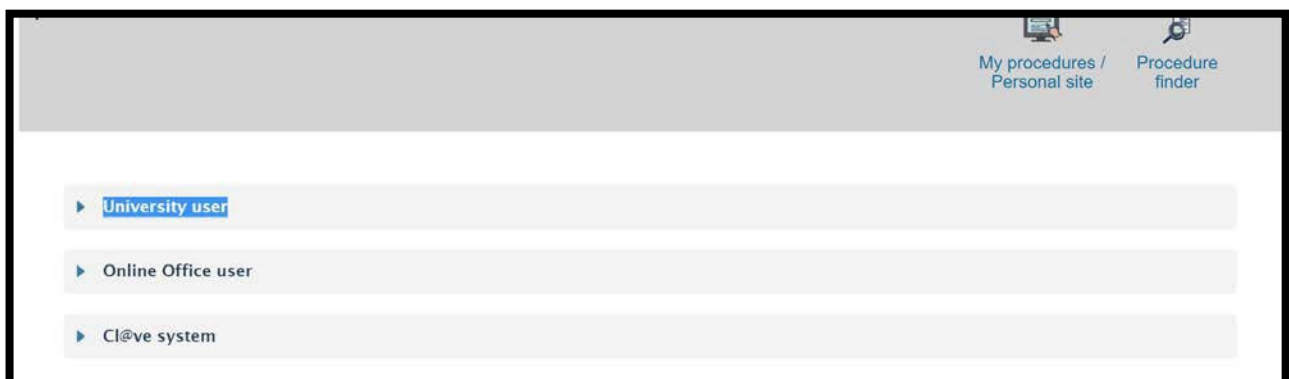 My procedures /
Personal site
Procedure
finder
University user
Online Office user
Cl@ve system